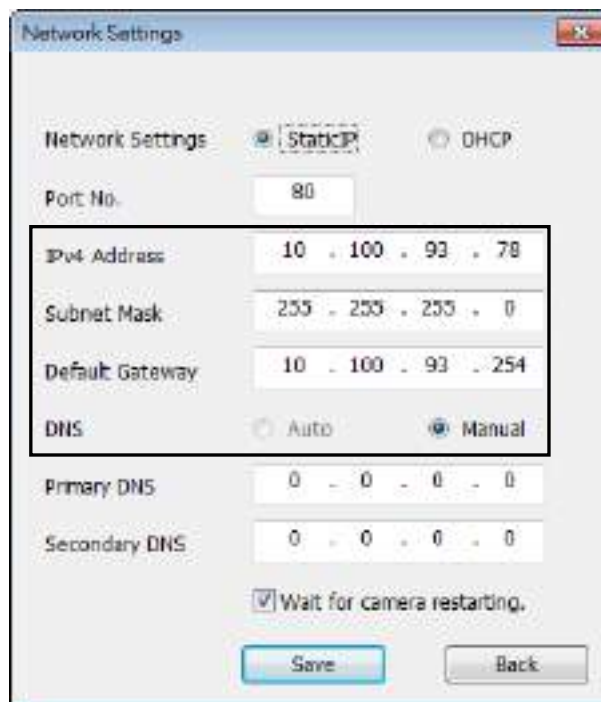 Network Settings
Network Settings StaticIP DHCP
Port No. 80
IPv4 Address 10 . 100 . 93 . 78
Subnet Mask 255 . 255 . 255 . 0
Default Gateway 10 . 100 . 93 . 254
DNS Auto Manual
Primary DNS 0 . 0 . 0 . 0
Secondary DNS 0 . 0 . 0 . 0
Wait for camera restarting.
Save Back